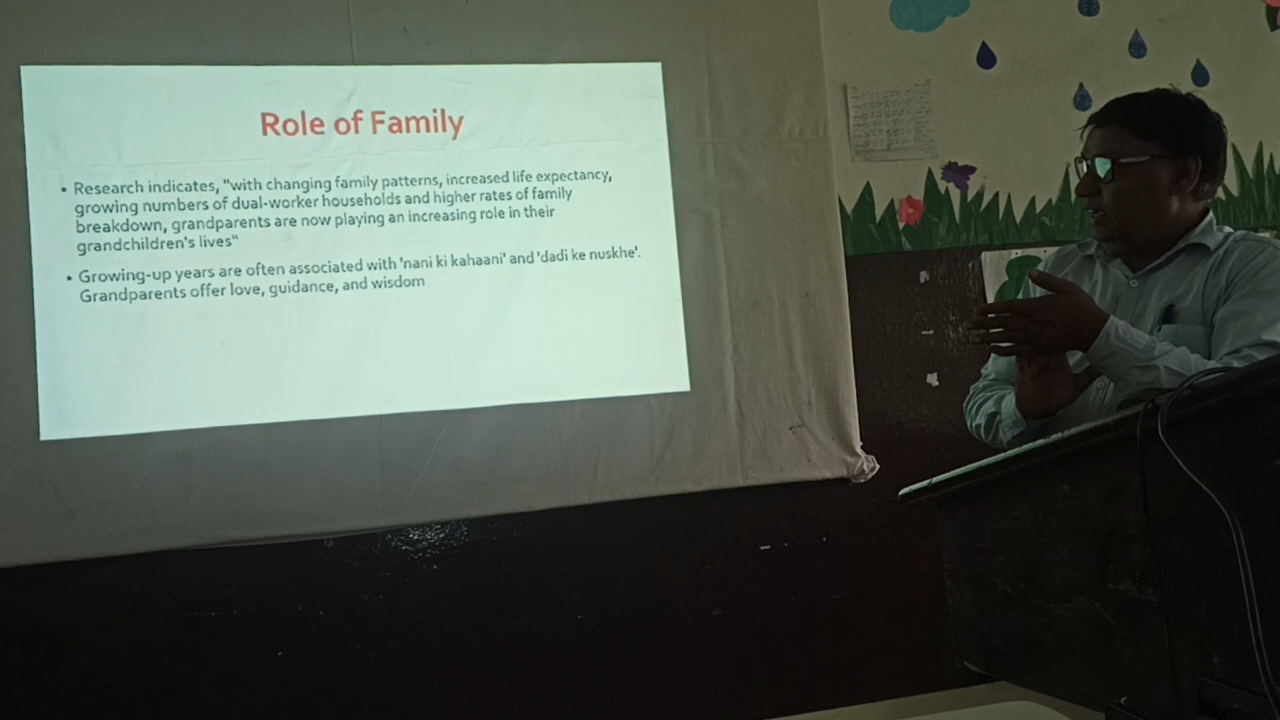 Role of Family
• Research indicates, "with changing family patterns, increased life expectancy,
growing numbers of dual-worker households and higher rates of family
breakdown, grandparents are now playing an increasing role in their
grandchildren's lives"
• Growing-up years are often associated with 'nani ki kahaani' and 'dadi ke nuskhe'.
Grandparents offer love, guidance, and wisdom